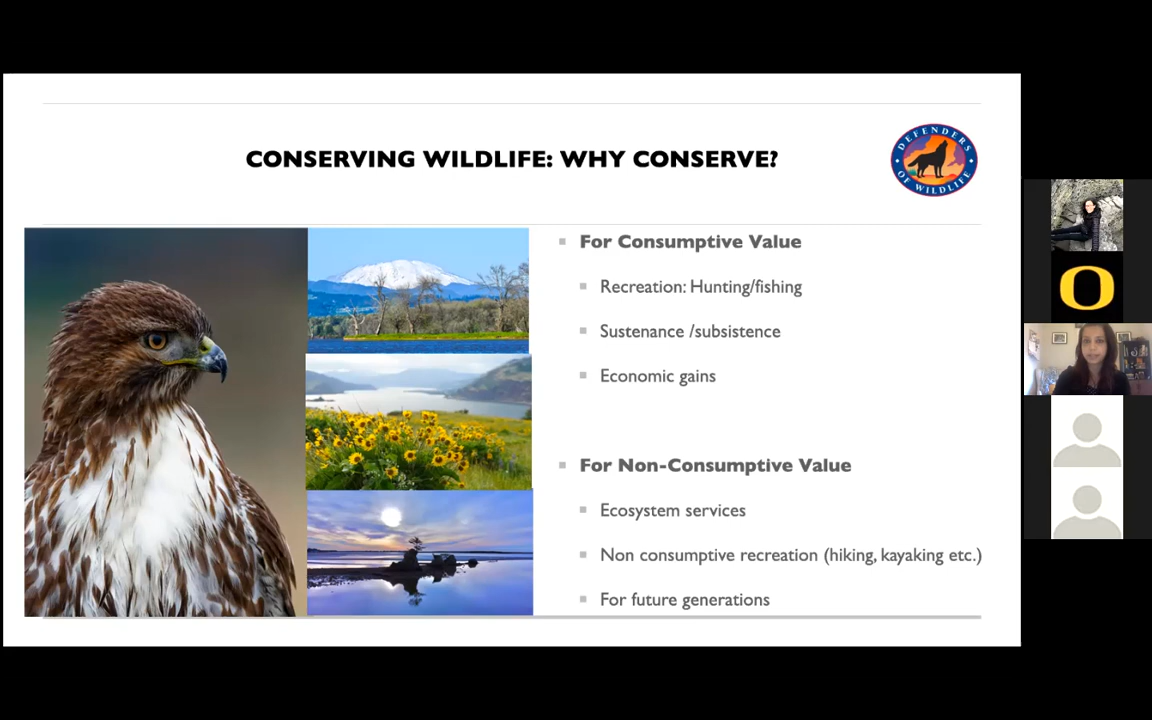 CONSERVING WILDLIFE: WHY CONSERVE?
DEFENDERS
OF WILDLIFE
For Consumptive Value
Recreation: Hunting/fishing
Sustenance /subsistence
Economic gains
For Non-Consumptive Value
Ecosystem services
Non consumptive recreation (hiking, kayaking etc.)
For future generations
O